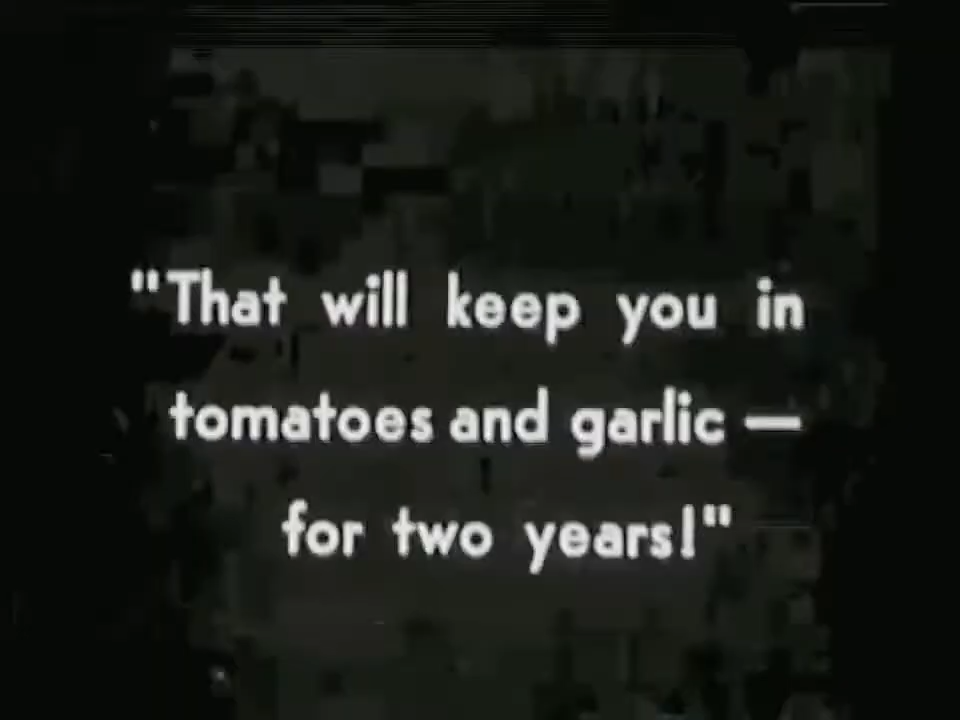 "That will keep you in
tomatoes and garlic —
for two years!"